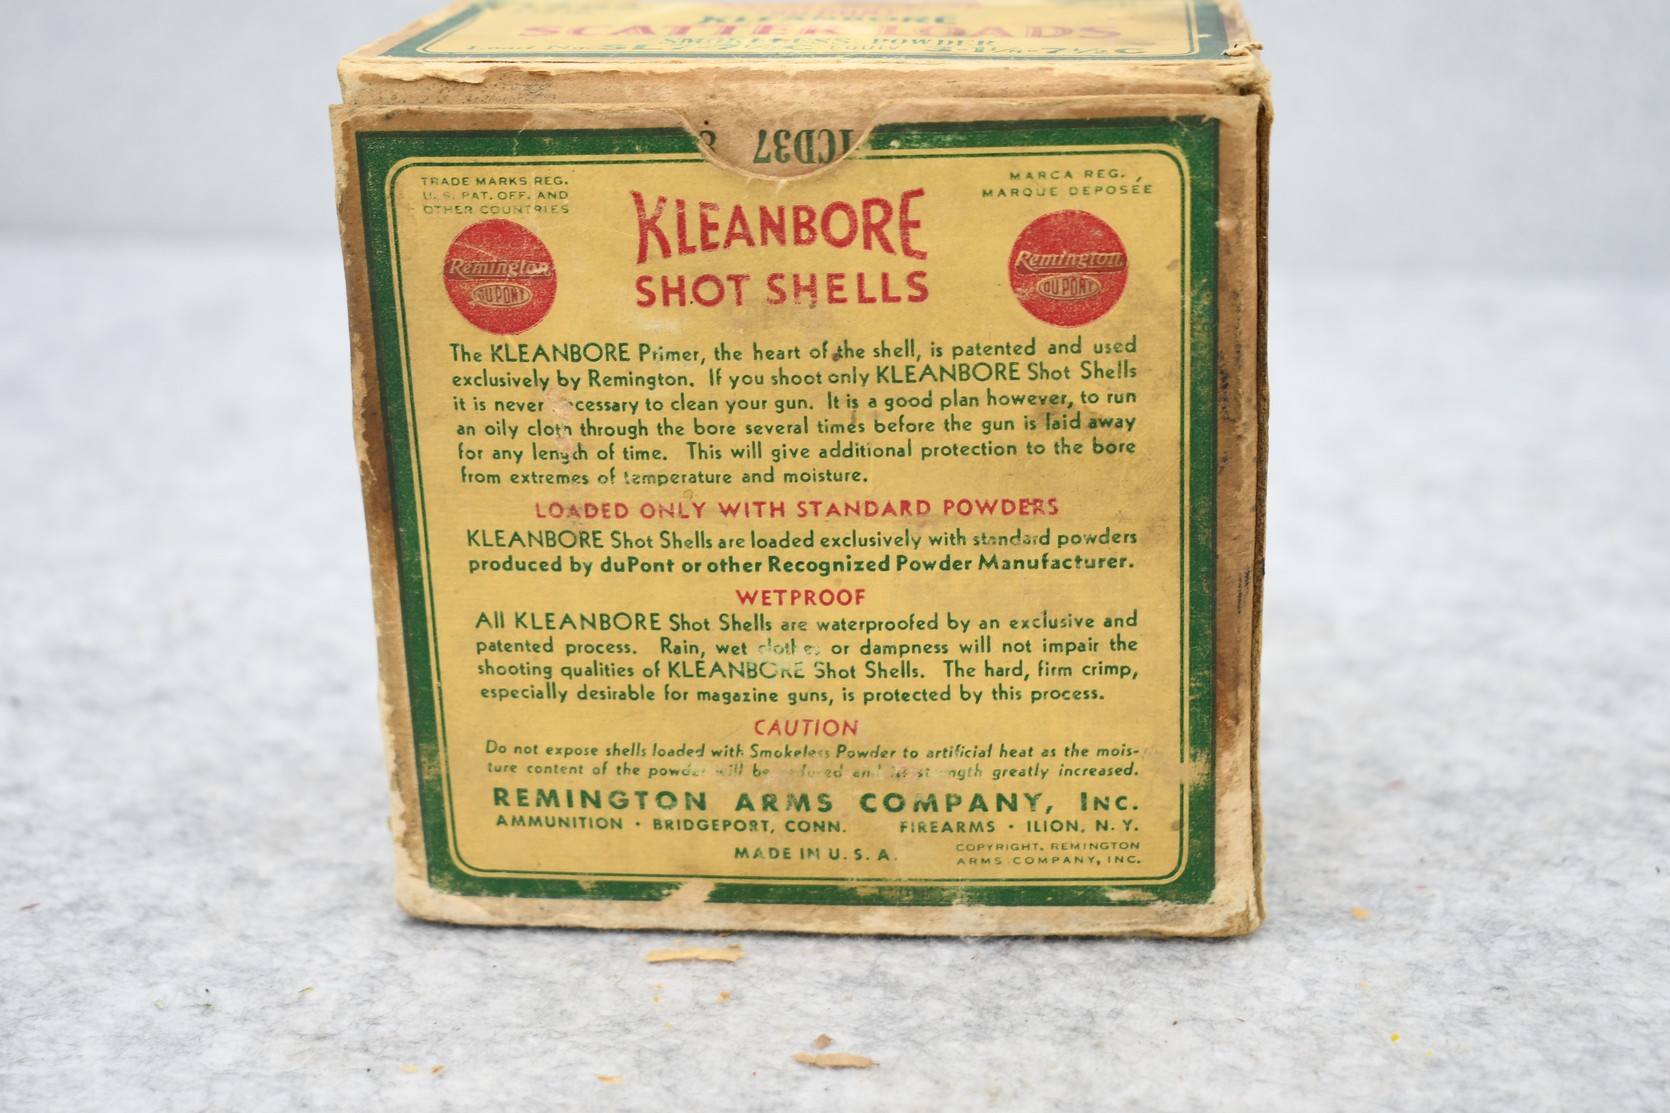 KLEANBORE
SCATTER LOADS
SMOKELESS POWDER
Load No.
TRADE MARKS REG.
U. S. PAT. OFF. AND
OTHER COUNTRIES
MARCA REG.,
MARQUE DEPOSÉE
KLEANBORE
SHOT SHELLS
Remington
DU PONT
Remington
DU PONT
The KLEANBORE Primer, the heart of the shell, is patented and used
exclusively by Remington. If you shoot only KLEANBORE Shot Shells
it is never necessary to clean your gun. It is a good plan however, to run
an oily cloth through the bore several times before the gun is laid away
for any length of time. This will give additional protection to the bore
from extremes of temperature and moisture.
LOADED ONLY WITH STANDARD POWDERS
KLEANBORE Shot Shells are loaded exclusively with standard powders
produced by duPont or other Recognized Powder Manufacturer.
WETPROOF
All KLEANBORE Shot Shells are waterproofed by an exclusive and
patented process. Rain, wet clothes or dampness will not impair the
shooting qualities of KLEANBORE Shot Shells. The hard, firm crimp,
especially desirable for magazine guns, is protected by this process.
CAUTION
Do not expose shells loaded with Smokeless Powder to artificial heat as the mois-
ture content of the powder will be reduced and its strength greatly increased.
REMINGTON ARMS COMPANY, INC.
AMMUNITION · BRIDGEPORT, CONN. FIREARMS · ILION, N. Y.
MADE IN U. S. A.
COPYRIGHT, REMINGTON
ARMS COMPANY, INC.